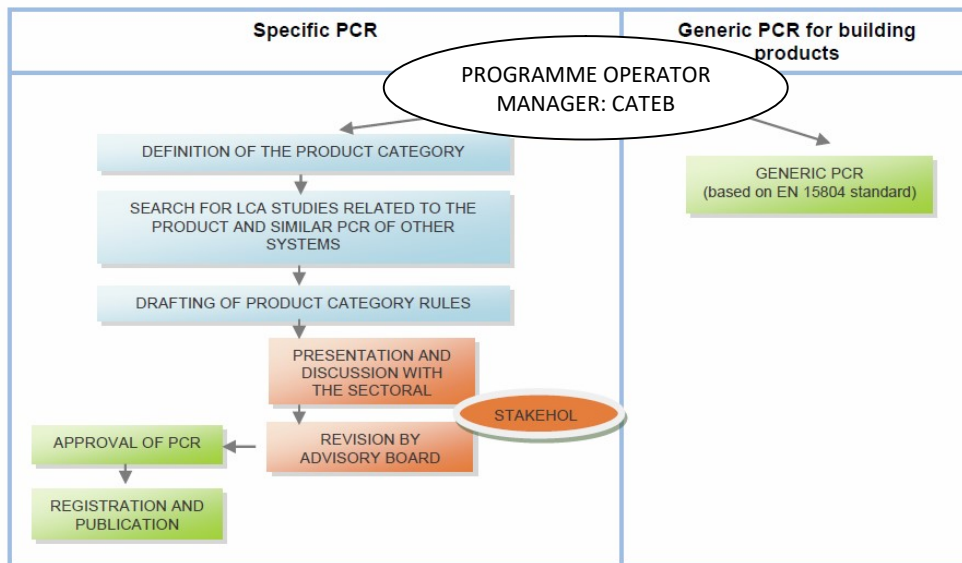 Specific PCR
Generic PCR for building
products
PROGRAMME OPERATOR
MANAGER: CATEB
DEFINITION OF THE PRODUCT CATEGORY
GENERIC PCR
(based on EN 15804 standard)
SEARCH FOR LCA STUDIES RELATED TO THE
PRODUCT AND SIMILAR PCR OF OTHER
SYSTEMS
DRAFTING OF PRODUCT CATEGORY RULES
PRESENTATION AND
DISCUSSION WITH
THE SECTORAL
STAKEHOL
REVISION BY
ADVISORY BOARD
APPROVAL OF PCR
REGISTRATION AND
PUBLICATION